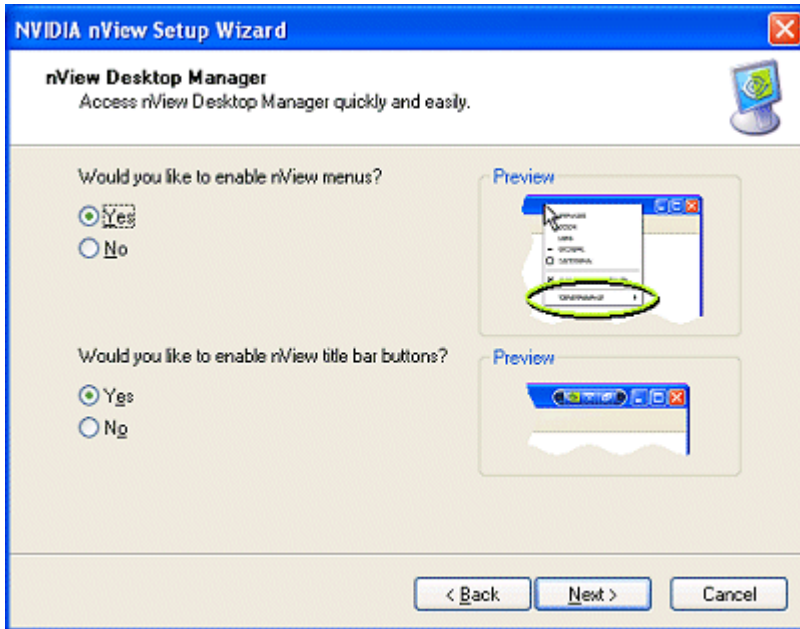 NVIDIA nView Setup Wizard
nView Desktop Manager
Access nView Desktop Manager quickly and easily.
Would you like to enable nView menus?
Yes
No
Preview
Would you like to enable nView title bar buttons?
Yes
No
Preview
< Back
Next >
Cancel